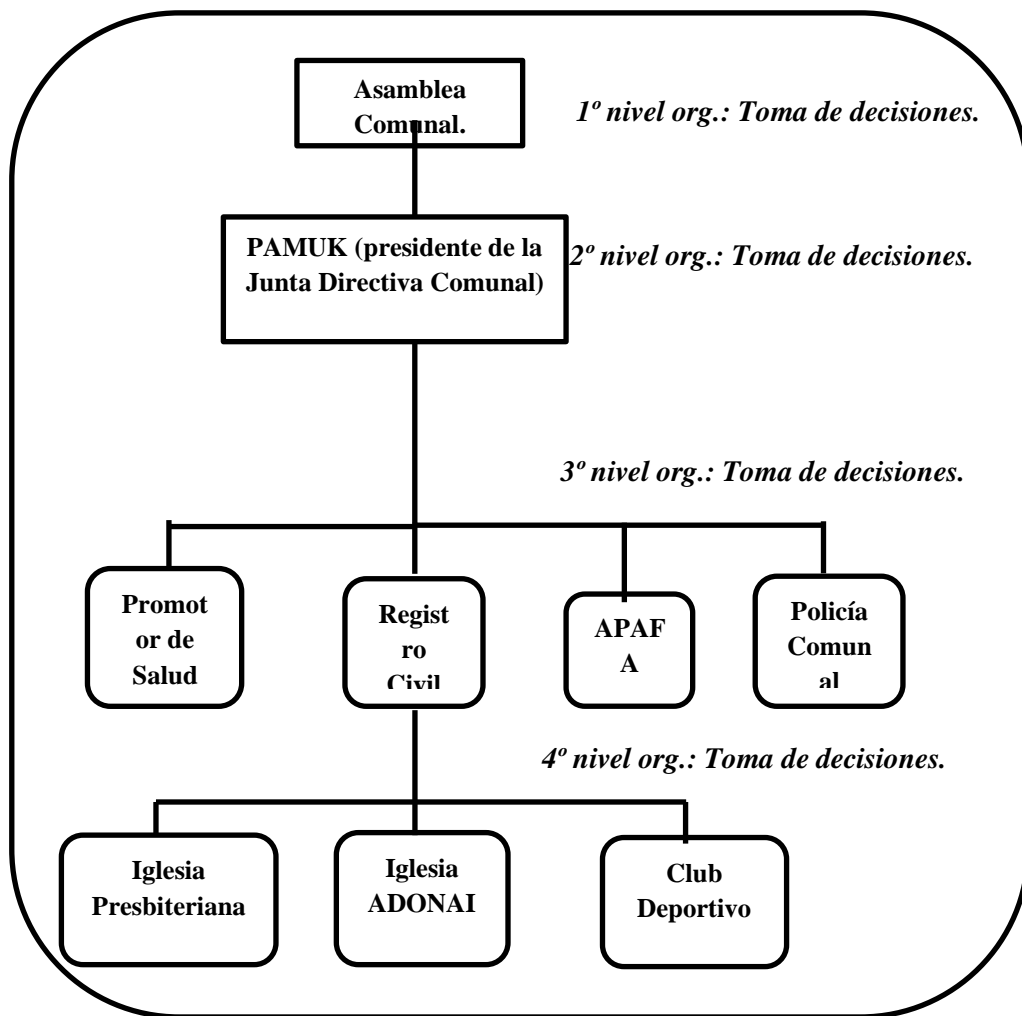 Asamblea
Comunal.
1º nivel org.: Toma de decisiones.
PAMUK (presidente de la
Junta Directiva Comunal)
2º nivel org.: Toma de decisiones.
3º nivel org.: Toma de decisiones.
Promot
or de
Salud
Regist
ro
Civil
APAF
A
Policía
Comun
al
4º nivel org.: Toma de decisiones.
Iglesia
Presbiteriana
Iglesia
ADONAI
Club
Deportivo